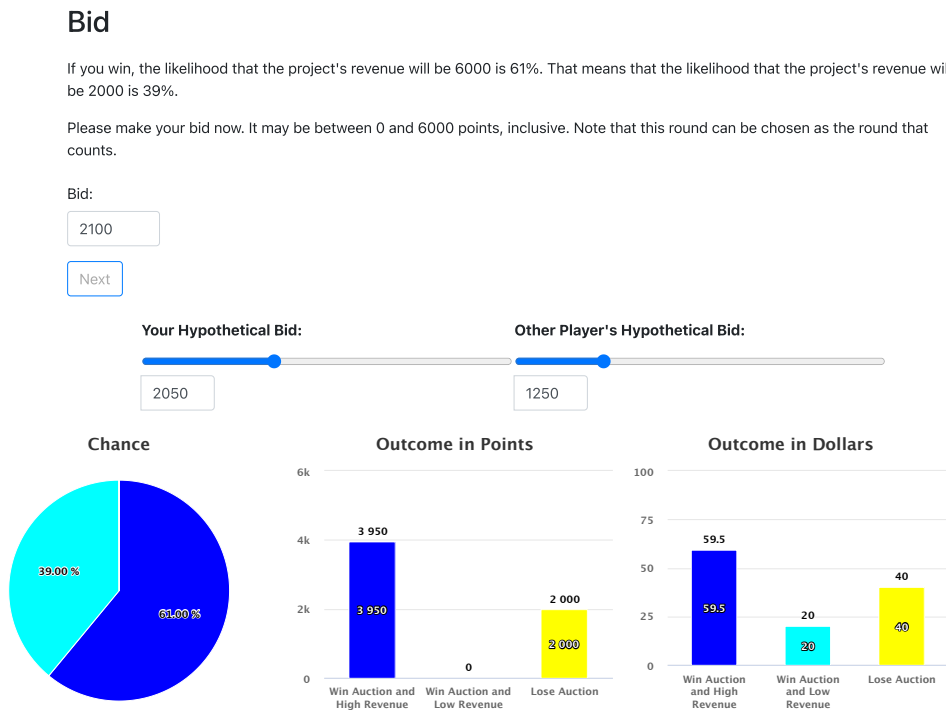 Bid
If you win, the likelihood that the project's revenue will be 6000 is 61%. That means that the likelihood that the project's revenue wi
be 2000 is 39%.
Please make your bid now. It may be between 0 and 6000 points, inclusive. Note that this round can be chosen as the round that
counts.
Bid:
2100
Next
Your Hypothetical Bid: Other Player's Hypothetical Bid:
2050 1250
Chance
39.00 %
61.00 %
Outcome in Points
6k
4k
2k
0
3 950
3 950
0
2 000
2 000
Win Auction and
High Revenue
Win Auction and
Low Revenue
Lose Auction
Outcome in Dollars
100
75
50
25
0
59.5
59.5
20
20
40
40
Win Auction
and High
Revenue
Win Auction
and Low
Revenue
Lose Auction